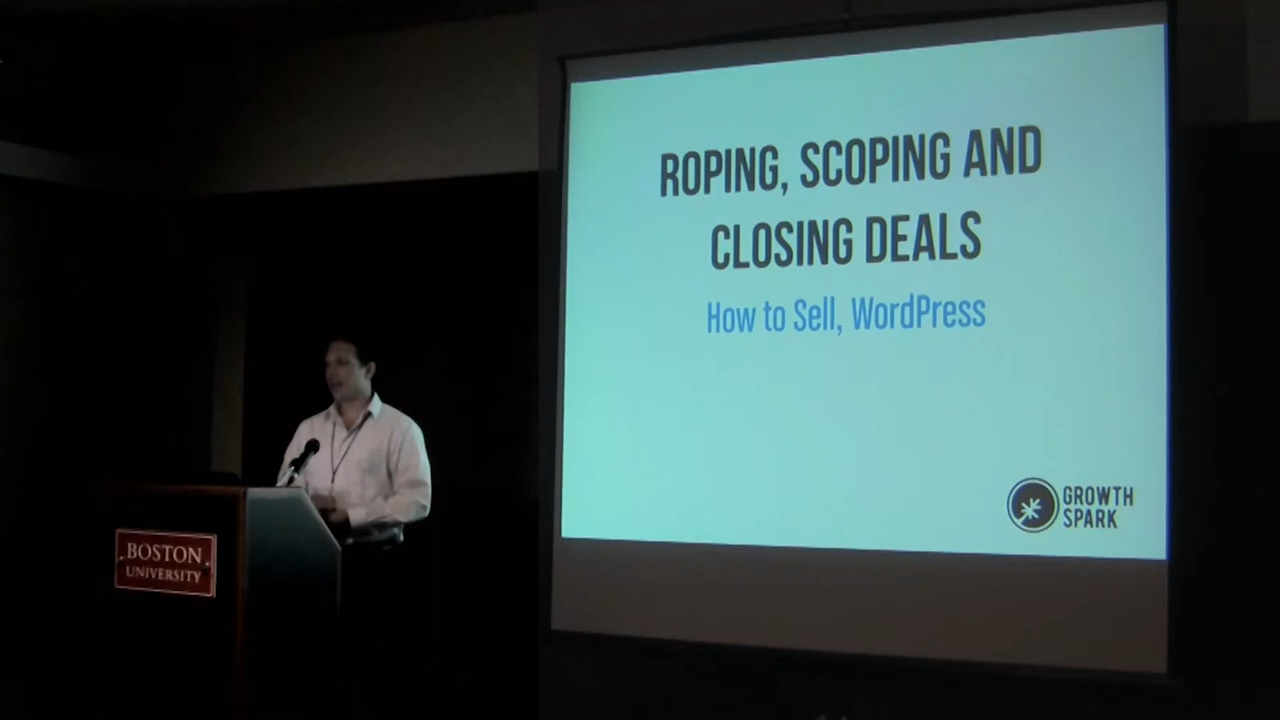 ROPING, SCOPING AND
CLOSING DEALS
How to Sell, WordPress
GROWTH
SPARK
BOSTON
UNIVERSITY